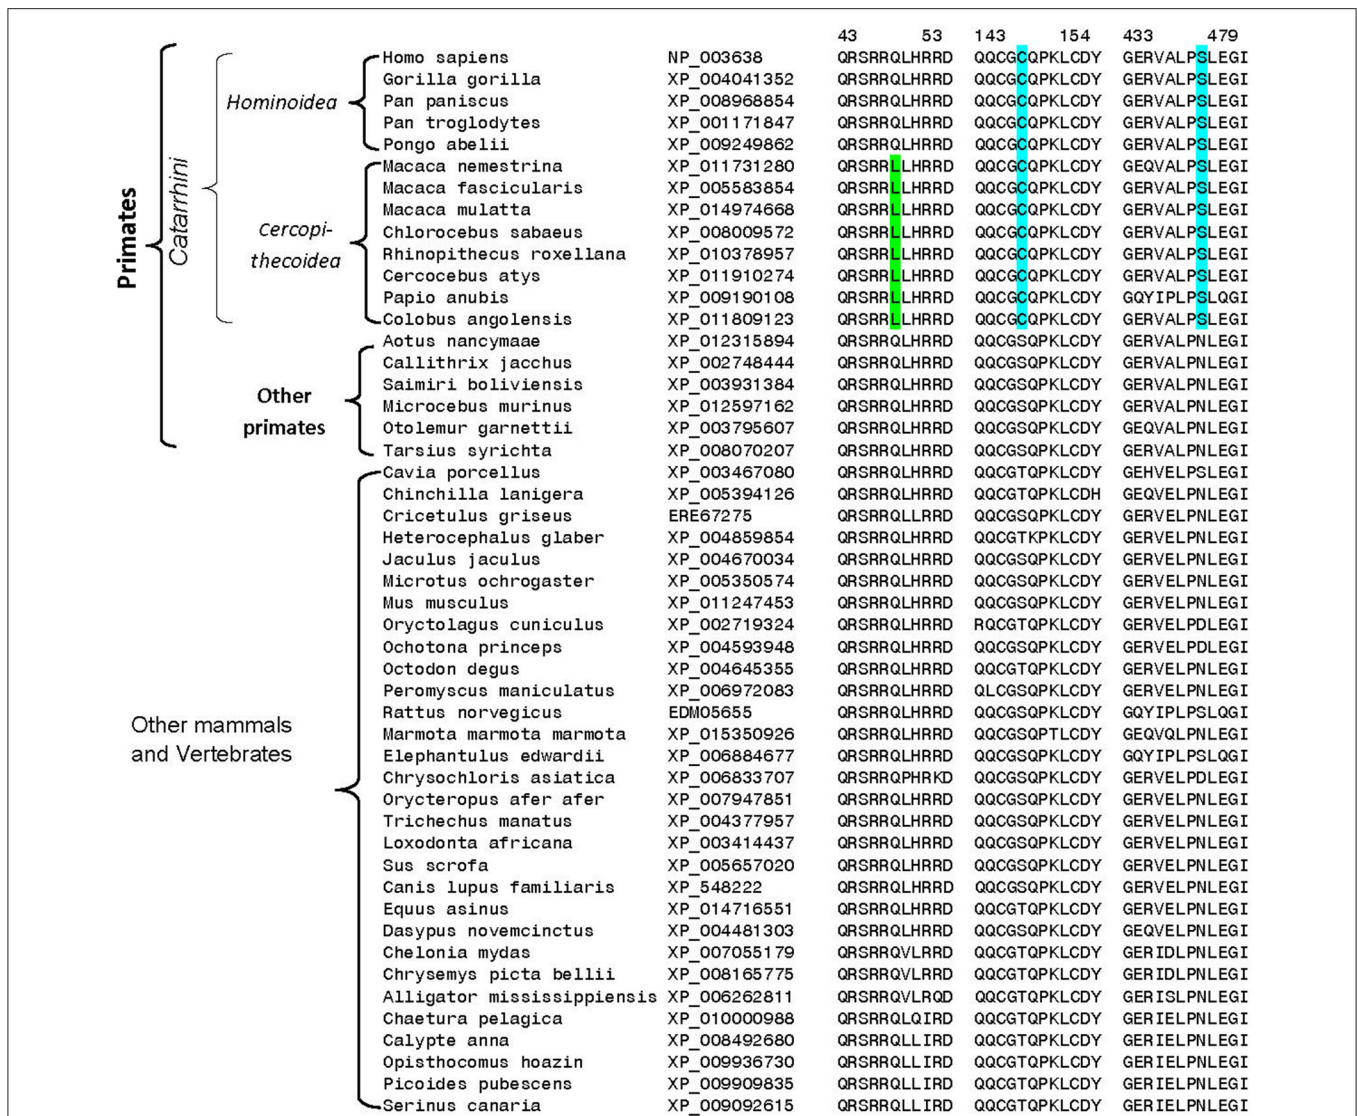 43 53 143 154 433 479
Homo sapiens NP_003638 QRSRRQLHRRD QQCGCQPKLCDY GERVALPSLEGI
Gorilla gorilla XP_004041352 QRSRRQLHRRD QQCGCQPKLCDY GERVALPSLEGI
Hominoidea Pan paniscus XP_008968854 QRSRRQLHRRD QQCGCQPKLCDY GERVALPSLEGI
Pan troglodytes XP_001171847 QRSRRQLHRRD QQCGCQPKLCDY GERVALPSLEGI
Pongo abelii XP_009249862 QRSRRQLHRRD QQCGCQPKLCDY GERVALPSLEGI
Macaca nemestrina XP_011731280 QRSRRLLHRRD QQCGCQPKLCDY GEQVALPSLEGI
Macaca fascicularis XP_005583854 QRSRRLLHRRD QQCGCQPKLCDY GEQVALPSLEGI
Catarrhini Macaca mulatta XP_014974668 QRSRRLLHRRD QQCGCQPKLCDY GERVALPSLEGI
Primates Cercopi- Chlorocebus sabaeus XP_008009572 QRSRRLLHRRD QQCGCQPKLCDY GERVALPSLEGI
thecoidea Rhinopithecus roxellana XP_010378957 QRSRRLLHRRD QQCGCQPKLCDY GERVALPSLEGI
Cercocebus atys XP_011910274 QRSRRLLHRRD QQCGCQPKLCDY GERVALPSLEGI
Papio anubis XP_009190108 QRSRRLLHRRD QQCGCQPKLCDY GQYIPLPSLQGI
Colobus angolensis XP_011809123 QRSRRLLHRRD QQCGCQPKLCDY GERVALPSLEGI
Aotus nancymaae XP_012315894 QRSRRQLHRRD QQCGSQPKLCDY GERVALPNLEGI
Callithrix jacchus XP_002748444 QRSRRQLHRRD QQCGSQPKLCDY GERVALPNLEGI
Saimiri boliviensis XP_003931384 QRSRRQLHRRD QQCGSQPKLCDY GERVALPNLEGI
Other Microcebus murinus XP_012597162 QRSRRQLHRRD QQCGSQPKLCDY GERVALPNLEGI
primates Otolemur garnettii XP_003795607 QRSRRQLHRRD QQCGSQPKLCDY GEQVALPNLEGI
Tarsius syrichta XP_008070207 QRSRRQLHRRD QQCGSQPKLCDY GERVALPNLEGI
Cavia porcellus XP_003467080 QRSRRQLHRRD QQCGTQPKLCDY GEHVELPSLEGI
Chinchilla lanigera XP_005394126 QRSRRQLHRRD QQCGTQPKLCDH GEQVELPNLEGI
Cricetulus griseus ERE67275 QRSRRQLLRRD QQCGSQPKLCDY GERVELPNLEGI
Heterocephalus glaber XP_004859854 QRSRRQLHRRD QQCGTKPKLCDY GERVELPNLEGI
Jaculus jaculus XP_004670034 QRSRRQLHRRD QQCGSQPKLCDY GERVELPNLEGI
Microtus ochrogaster XP_005350574 QRSRRQLHRRD QQCGSQPKLCDY GERVELPNLEGI
Mus musculus XP_011247453 QRSRRQLHRRD QQCGSQPKLCDY GERVELPNLEGI
Oryctolagus cuniculus XP_002719324 QRSRRQLHRRD RQCGTQPKLCDY GERVELPDLEGI
Ochotona princeps XP_004593948 QRSRRQLHRRD QQCGSQPKLCDY GERVELPDLEGI
Octodon degus XP_004645355 QRSRRQLHRRD QQCGTQPKLCDY GERVELPNLEGI
Peromyscus maniculatus XP_006972083 QRSRRQLHRRD QLCGSQPKLCDY GERVELPNLEGI
Other mammals Rattus norvegicus EDM05655 QRSRRQLHRRD QQCGSQPKLCDY GQYIPLPSLQGI
and Vertebrates Marmota marmota marmota XP_015350926 QRSRRQLHRRD QQCGSQPTLCDY GEQVQLPNLEGI
Elephantulus edwardii XP_006884677 QRSRRQLHRRD QQCGSQPKLCDY GQYIPLPSLQGI
Chrysochloris asiatica XP_006833707 QRSRRQPHRKD QQCGSQPKLCDY GERVELPDLEGI
Orycteropus afer afer XP_007947851 QRSRRQLHRRD QQCGSQPKLCDY GERVELPNLEGI
Trichechus manatus XP_004377957 QRSRRQLHRRD QQCGSQPKLCDY GERVELPNLEGI
Loxodonta africana XP_003414437 QRSRRQLHRRD QQCGSQPKLCDY GERVELPNLEGI
Sus scrofa XP_005657020 QRSRRQLHRRD QQCGSQPKLCDY GERVELPNLEGI
Canis lupus familiaris XP_548222 QRSRRQLHRRD QQCGSQPKLCDY GERVELPNLEGI
Equus asinus XP_014716551 QRSRRQLHRRD QQCGTQPKLCDY GERVELPNLEGI
Dasypus novemcinctus XP_004481303 QRSRRQLHRRD QQCGSQPKLCDY GEQVELPNLEGI
Chelonia mydas XP_007055179 QRSRRQVLRRD QQCGTQPKLCDY GERIDLPNLEGI
Chrysemys picta bellii XP_008165775 QRSRRQVLRRD QQCGTQPKLCDY GERIDLPNLEGI
Alligator mississippiensis XP_006262811 QRSRRQVLRQD QQCGTQPKLCDY GERISLPNLEGI
Chaetura pelagica XP_010000988 QRSRRQLQIRD QQCGTQPKLCDY GERIELPNLEGI
Calypte anna XP_008492680 QRSRRQLLIRD QQCGTQPKLCDY GERIELPNLEGI
Opisthocomus hoazin XP_009936730 QRSRRQLLIRD QQCGTQPKLCDY GERIELPNLEGI
Picoides pubescens XP_009909835 QRSRRQLLIRD QQCGTQPKLCDY GERIELPNLEGI
Serinus canaria XP_009092615 QRSRRQLLIRD QQCGTQPKLCDY GERIELPNLEGI